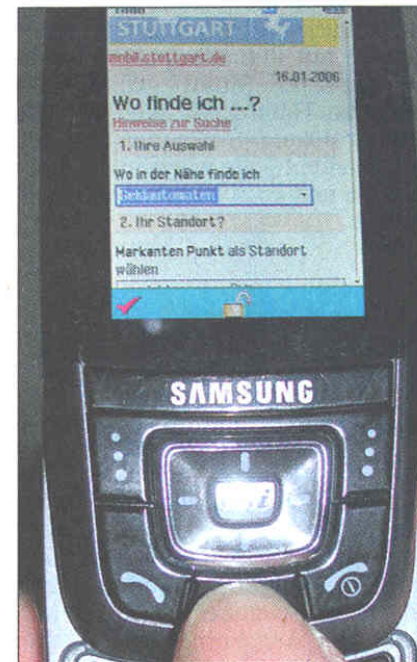 STUTTGART
mobil.stuttgart.de
16.01.2006
Wo finde ich ...?
Hinweise zur Suche
1. Ihre Auswahl
Wo in der Nähe finde ich
Geldautomaten
2. Ihr Standort?
Markanten Punkt als Standort
wählen
SAMSUNG